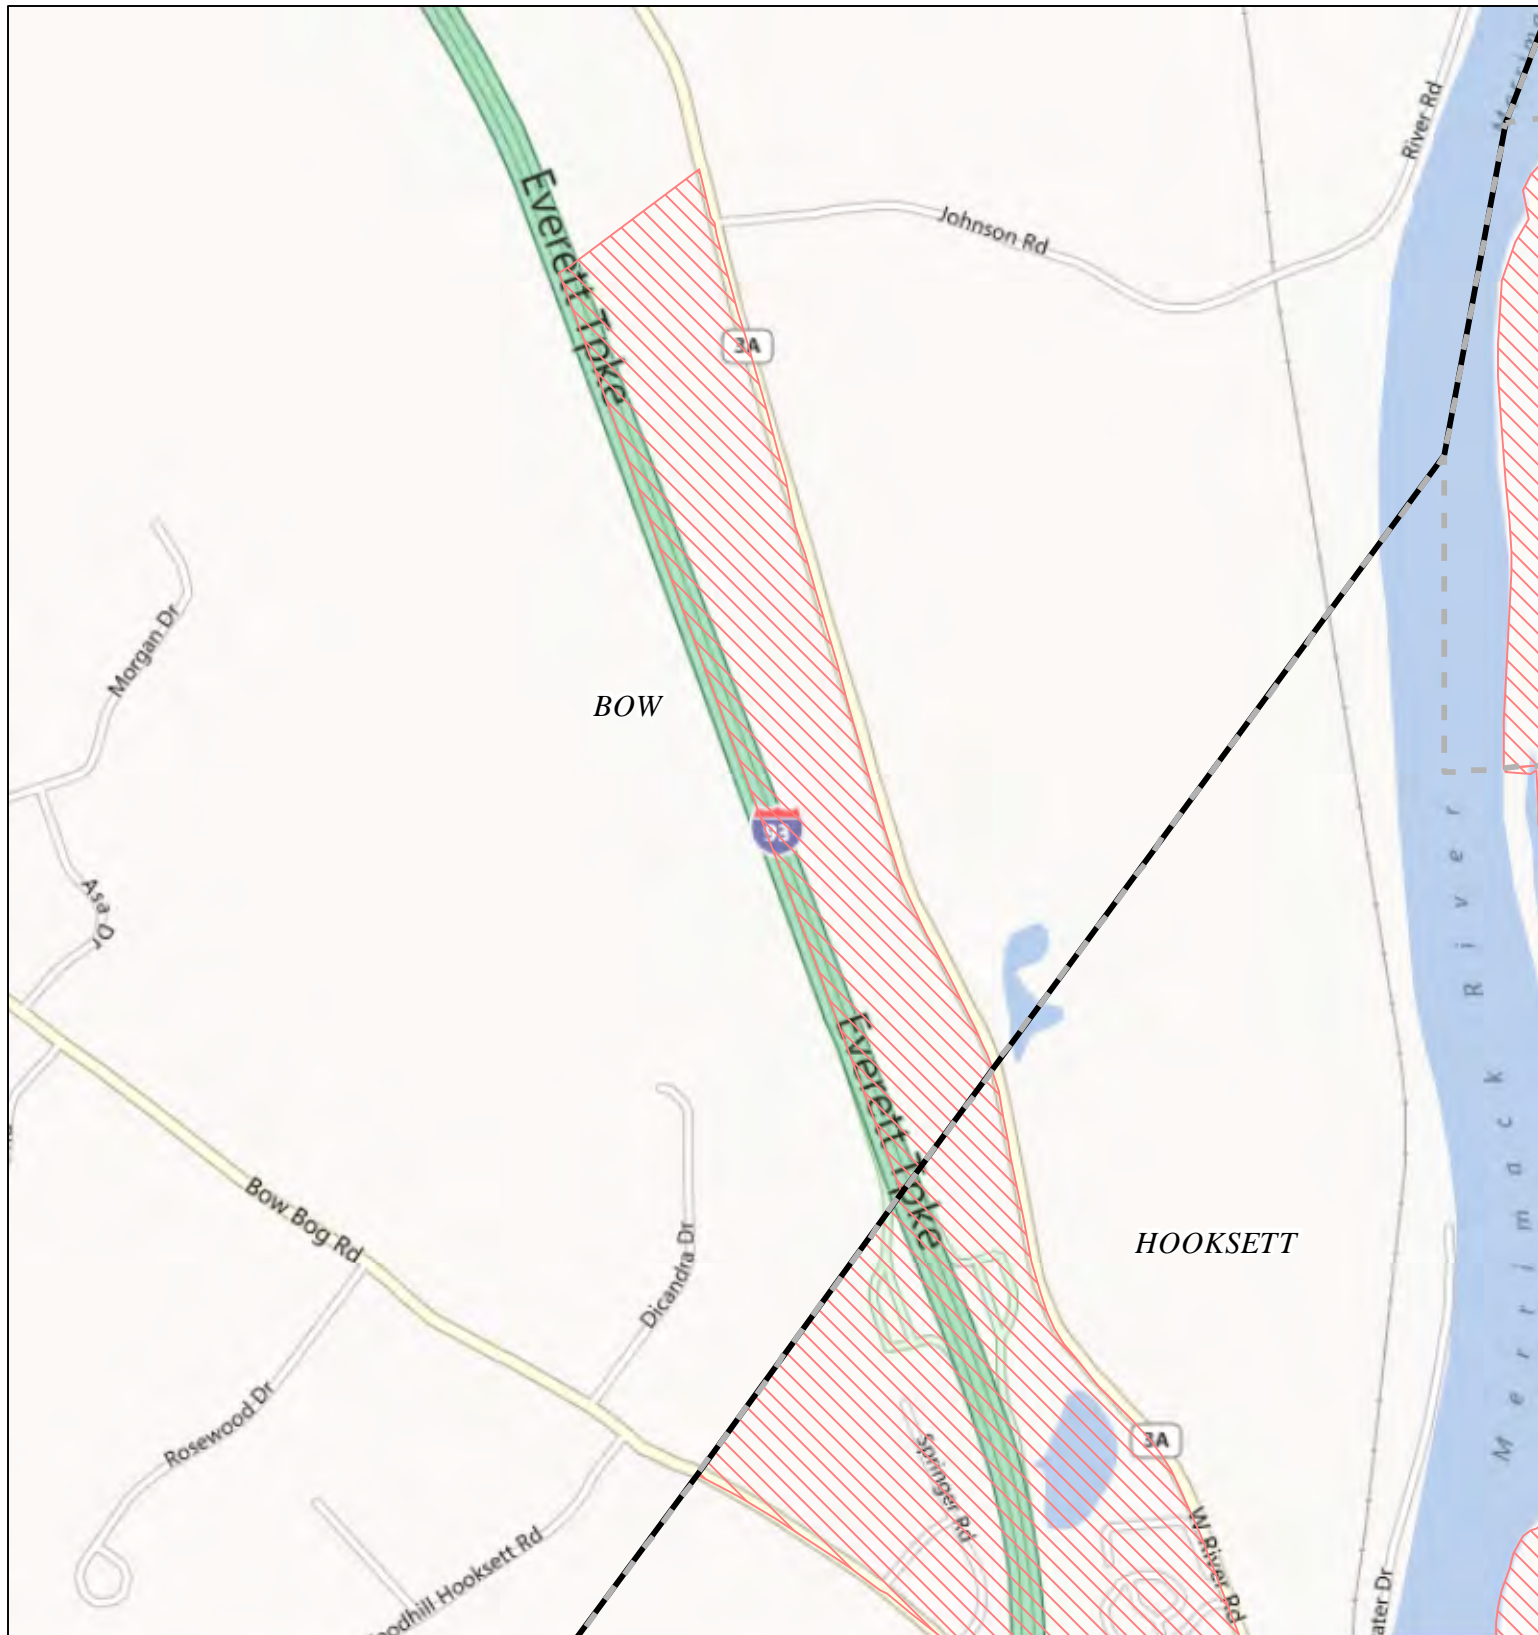 River Rd
Everett Tpke
Johnson Rd
3A
Morgan Dr
BOW
93
River
Asa Dr
Everett Tpke
Merrimack
Bow Bog Rd
HOOKSETT
Dicandra Dr
Rosewood Dr
3A
Springer Rd
W River Rd